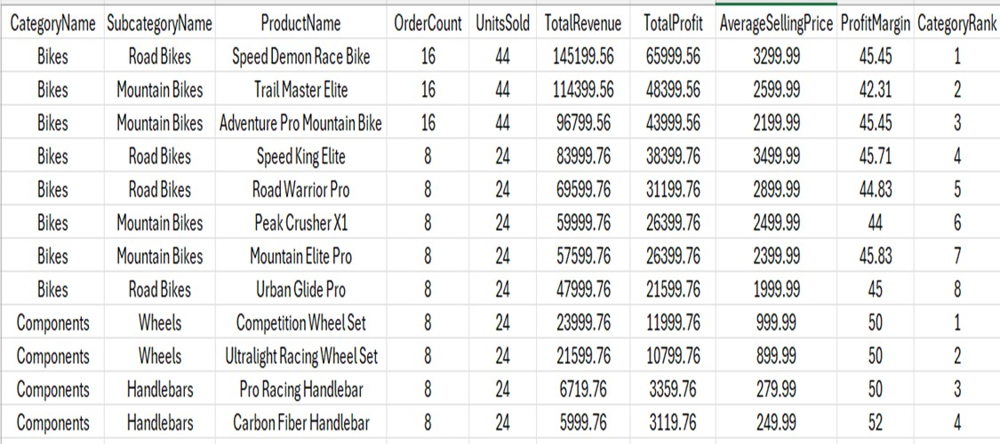 CategoryName SubcategoryName ProductName OrderCount UnitsSold TotalRevenue TotalProfit AverageSellingPrice ProfitMargin CategoryRank
Bikes Road Bikes Speed Demon Race Bike 16 44 145199.56 65999.56 3299.99 45.45 1
Bikes Mountain Bikes Trail Master Elite 16 44 114399.56 48399.56 2599.99 42.31 2
Bikes Mountain Bikes Adventure Pro Mountain Bike 16 44 96799.56 43999.56 2199.99 45.45 3
Bikes Road Bikes Speed King Elite 8 24 83999.76 38399.76 3499.99 45.71 4
Bikes Road Bikes Road Warrior Pro 8 24 69599.76 31199.76 2899.99 44.83 5
Bikes Mountain Bikes Peak Crusher X1 8 24 59999.76 26399.76 2499.99 44 6
Bikes Mountain Bikes Mountain Elite Pro 8 24 57599.76 26399.76 2399.99 45.83 7
Bikes Road Bikes Urban Glide Pro 8 24 47999.76 21599.76 1999.99 45 8
Components Wheels Competition Wheel Set 8 24 23999.76 11999.76 999.99 50 1
Components Wheels Ultralight Racing Wheel Set 8 24 21599.76 10799.76 899.99 50 2
Components Handlebars Pro Racing Handlebar 8 24 6719.76 3359.76 279.99 50 3
Components Handlebars Carbon Fiber Handlebar 8 24 5999.76 3119.76 249.99 52 4